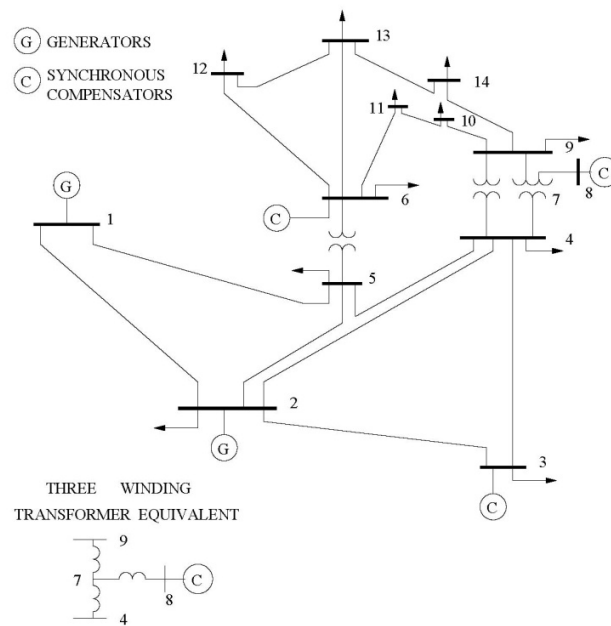 G GENERATORS
C SYNCHRONOUS
COMPENSATORS
13
12
14
11
10
9
C
8
7
G
1
C
6
4
5
2
G
3
C
THREE WINDING
TRANSFORMER EQUIVALENT
9
7
C
8
4